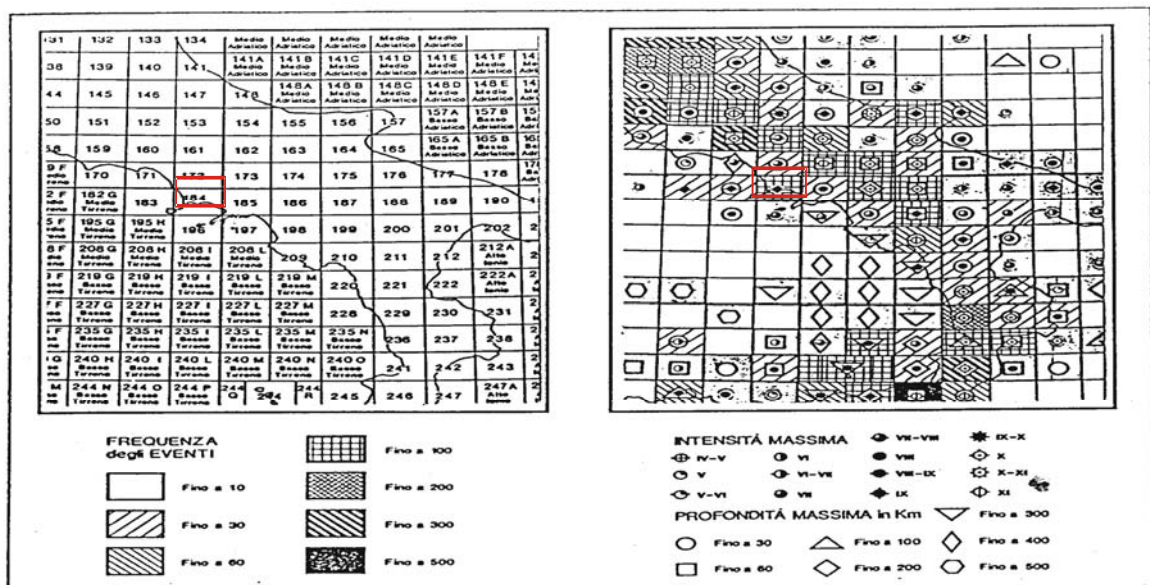 131 132 133 134 Medio Adriatico Medio Adriatico Medio Adriatico Medio Adriatico Medio Adriatico
138 139 140 141 141A Medio Adriatico 141B Medio Adriatico 141C Medio Adriatico 141D Medio Adriatico 141E Medio Adriatico 141F Medio Adriatico
144 145 146 147 148 148A Medio Adriatico 148B Medio Adriatico 148C Medio Adriatico 148D Medio Adriatico 148E Medio Adriatico
150 151 152 153 154 155 156 157 157A Basso Adriatico 157B Basso Adriatico
158 159 160 161 162 163 164 165 165A Basso Adriatico 165B Basso Adriatico
170 171 172 173 174 175 176 177 178
182G Medio Tirreno 183 184 185 186 187 188 189 190
195G Medio Tirreno 195H Medio Tirreno 196 197 198 199 200 201 202
208G Medio Tirreno 208H Medio Tirreno 208I Medio Tirreno 208L Medio Tirreno 209 210 211 212 212A Alto Ionio
219G Basso Tirreno 219H Basso Tirreno 219I Basso Tirreno 219L Basso Tirreno 219M Basso Tirreno 220 221 222 222A Alto Ionio
227G Basso Tirreno 227H Basso Tirreno 227I Basso Tirreno 227L Basso Tirreno 227M Basso Tirreno 228 229 230 231
235G Basso Tirreno 235H Basso Tirreno 235I Basso Tirreno 235L Basso Tirreno 235M Basso Tirreno 235N Basso Tirreno 236 237 238
240H Basso Tirreno 240I Basso Tirreno 240L Basso Tirreno 240M Basso Tirreno 240N Basso Tirreno 240O Basso Tirreno 241 242 243
244N Basso Tirreno 244O Basso Tirreno 244P Basso Tirreno 244 Q 244 R 245 246 247 247A Alto Ionio
FREQUENZA
degli EVENTI
Fino a 10
Fino a 30
Fino a 60
Fino a 100
Fino a 200
Fino a 300
Fino a 500
INTENSITÁ MASSIMA
IV-V
V
V-VI
VI
VI-VII
VII
VII-VIII
VIII
VIII-IX
IX
IX-X
X
X-XI
XI
PROFONDITÁ MASSIMA in Km
Fino a 30
Fino a 60
Fino a 100
Fino a 200
Fino a 300
Fino a 400
Fino a 500